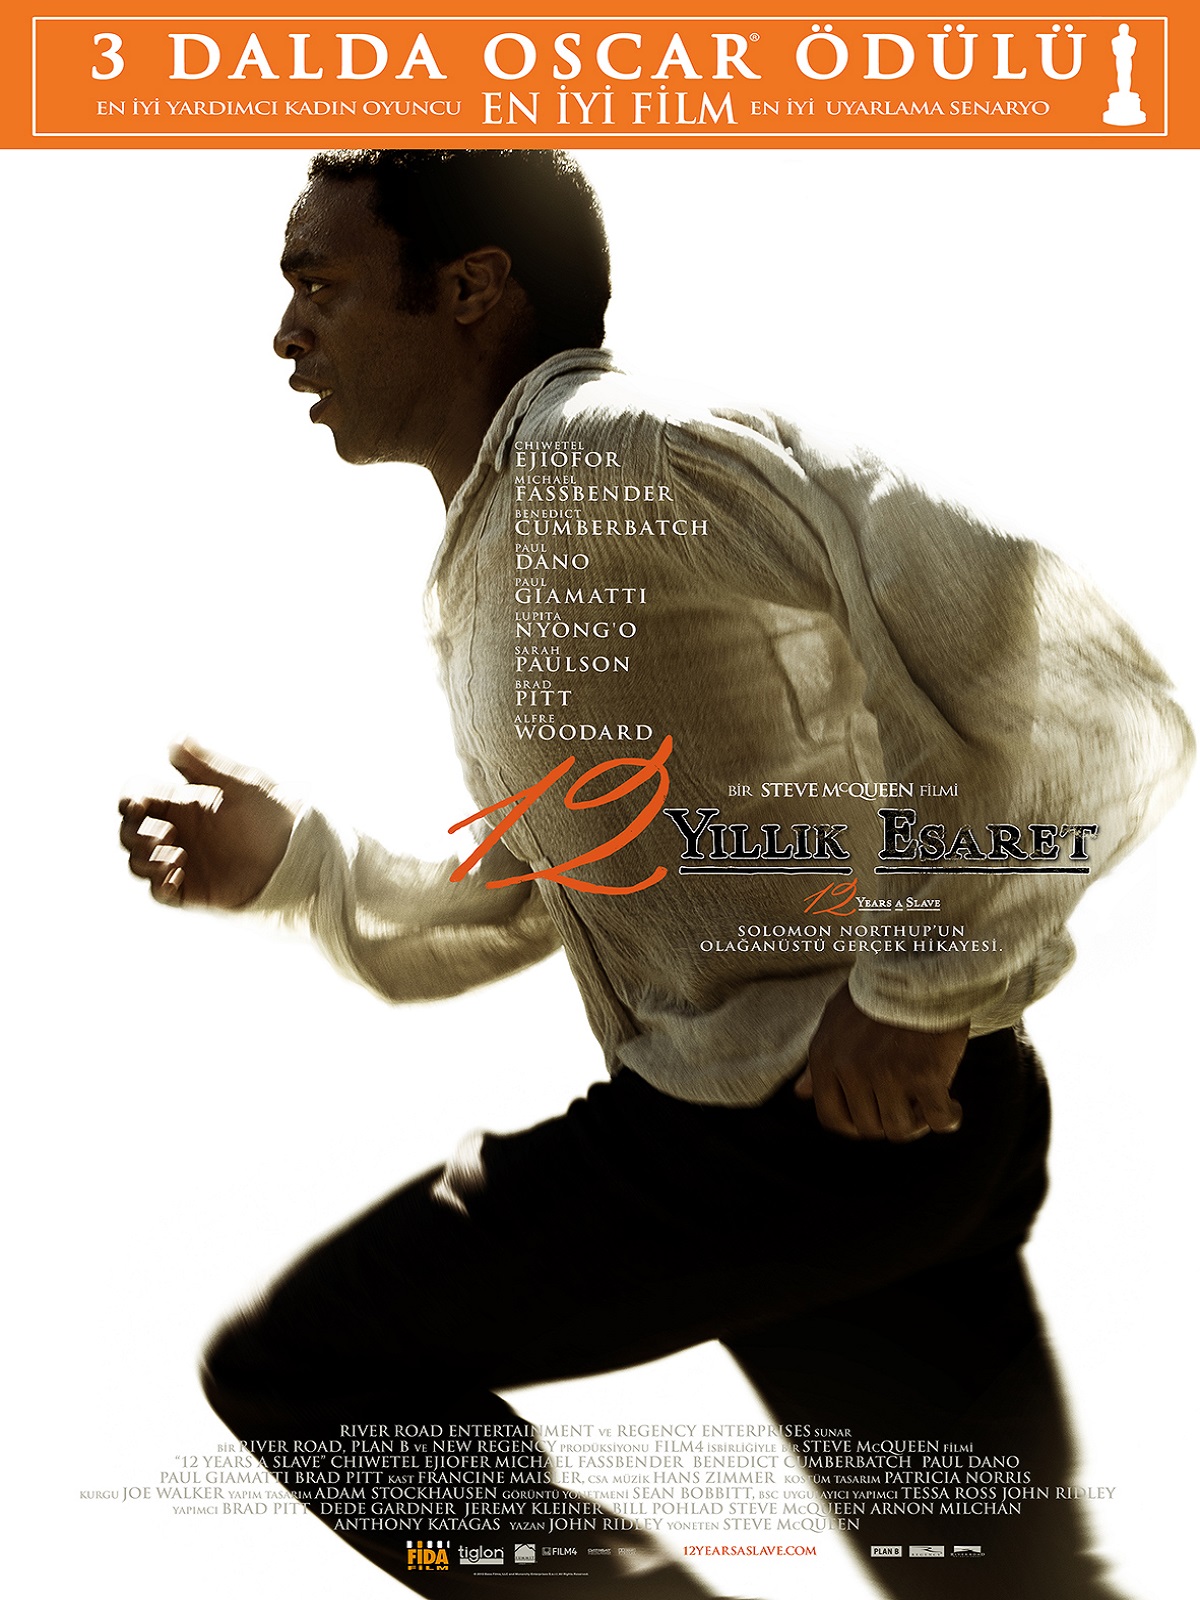 3 DALDA OSCAR® ÖDÜLÜ
EN İYİ YARDIMCI KADIN OYUNCU EN İYİ FİLM EN İYİ UYARLAMA SENARYO
CHIWETEL
EJIOFOR
MICHAEL
FASSBENDER
BENEDICT
CUMBERBATCH
PAUL
DANO
PAUL
GIAMATTI
LUPITA
NYONG'O
SARAH
PAULSON
BRAD
PITT
ALFRE
WOODARD
BİR STEVE McQUEEN FİLMİ
12 YILLIK ESARET
12 YEARS A SLAVE
SOLOMON NORTHUP'UN
OLAĞANÜSTÜ GERÇEK HİKAYESİ.
RIVER ROAD ENTERTAINMENT VE REGENCY ENTERPRISES SUNAR
BİR RIVER ROAD, PLAN B VE NEW REGENCY PRODÜKSİYONU FILM4 İSBİRLİĞİYLE BİR STEVE McQUEEN FİLMİ
"12 YEARS A SLAVE" CHIWETEL EJIOFER MICHAEL FASSBENDER BENEDICT CUMBERBATCH PAUL DANO
PAUL GIAMATTI BRAD PITT KAST FRANCINE MAISLER, CSA MÜZİK HANS ZIMMER KOSTÜM TASARIM PATRICIA NORRIS
KURGU JOE WALKER YAPIM TASARIM ADAM STOCKHAUSEN GÖRÜNTÜ YÖNETMENİ SEAN BOBBITT, BSC UYGULAYICI YAPIMCI TESSA ROSS JOHN RIDLEY
YAPIMCI BRAD PITT DEDE GARDNER JEREMY KLEINER BILL POHLAD STEVE McQUEEN ARNON MILCHAN
ANTHONY KATAGAS YAZAN JOHN RIDLEY YÖNETEN STEVE McQUEEN
FIDA FILM tiglon SUMMIT FILM4 12YEARSASLAVE.COM PLAN B REGENCY RIVERROAD